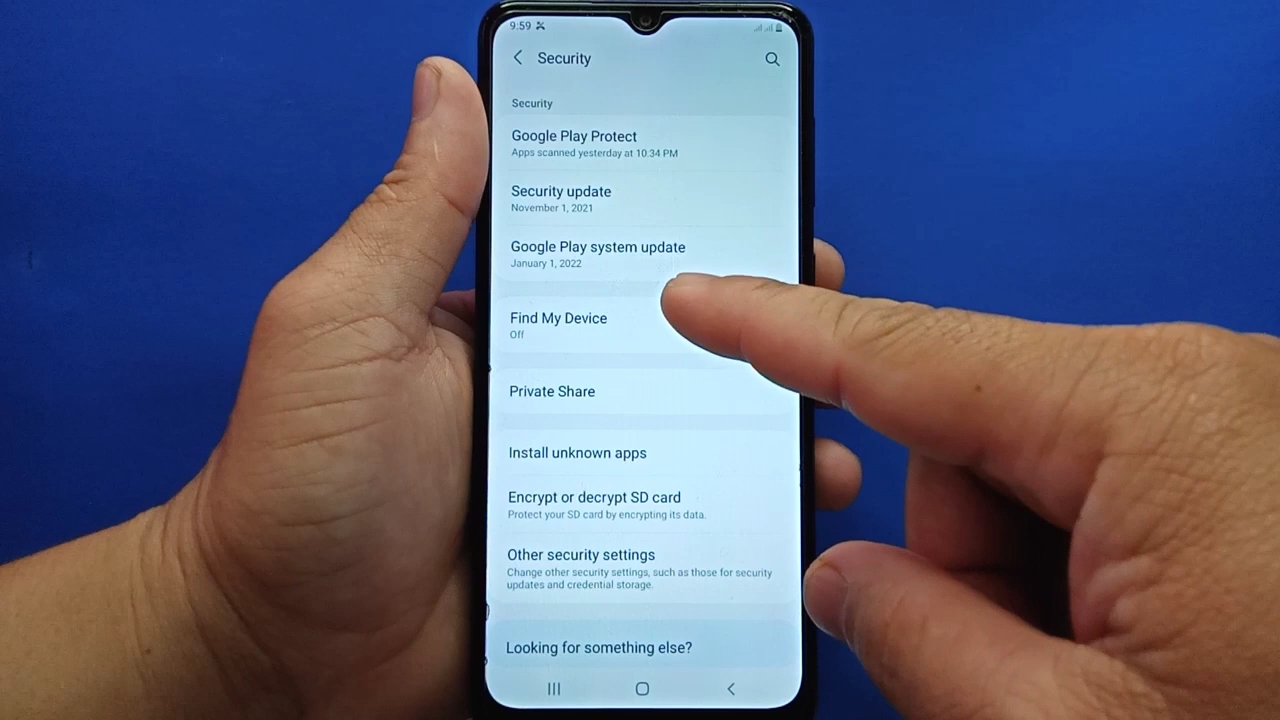 9:59
Security
Security
Google Play Protect
Apps scanned yesterday at 10:34 PM
Security update
November 1, 2021
Google Play system update
January 1, 2022
Find My Device
Off
Private Share
Install unknown apps
Encrypt or decrypt SD card
Protect your SD card by encrypting its data.
Other security settings
Change other security settings, such as those for security
updates and credential storage.
Looking for something else?